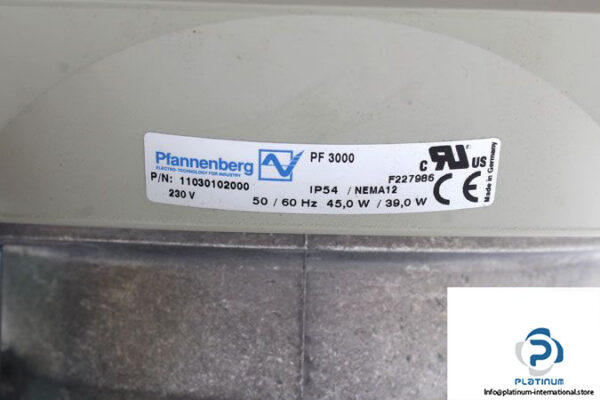 Pfannenberg
ELECTRO-TECHNOLOGY FOR INDUSTRY
PF 3000
P/N: 11030102000
230 V
IP54 / NEMA12
50 / 60 Hz 45,0 W / 39,0 W
F227986
C RU US
CE
Made in Germany
PLATINUM
Info@platinum-international.store